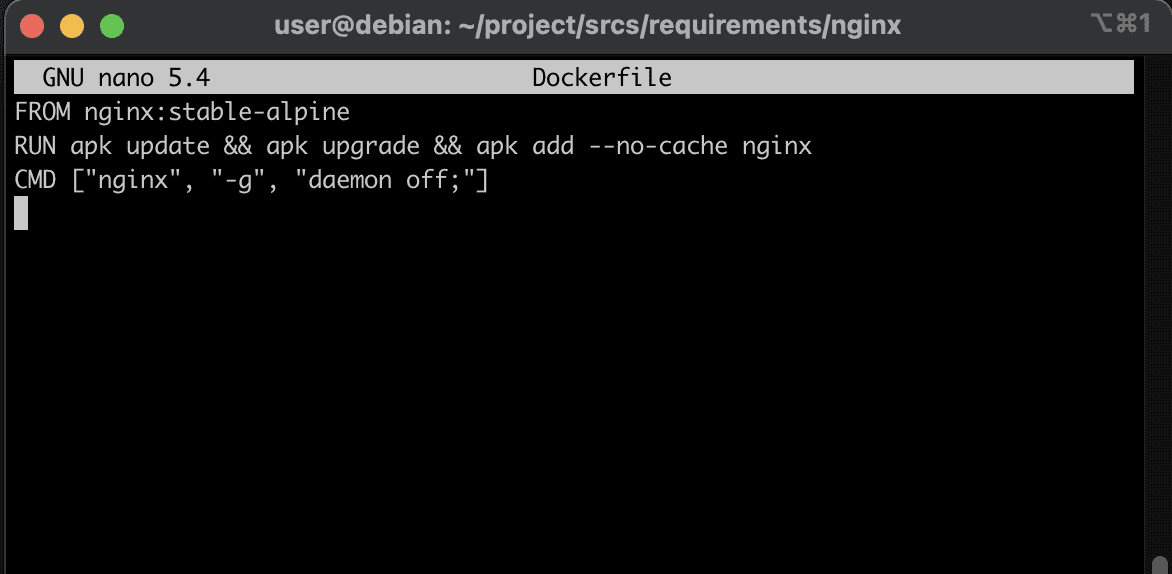 user@debian: ~/project/srcs/requirements/nginx ⌥⌘1
GNU nano 5.4 Dockerfile
FROM nginx:stable-alpine
RUN apk update && apk upgrade && apk add --no-cache nginx
CMD ["nginx", "-g", "daemon off;"]